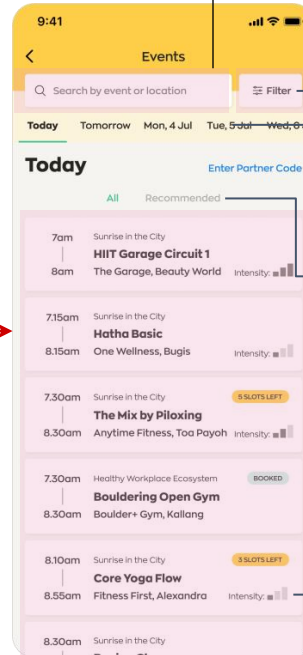 9:41
Events
Search by event or location
Filter
Today Tomorrow Mon, 4 Jul Tue, 5 Jul Wed, 6
Today
Enter Partner Code
All Recommended
7am Sunrise in the City
HIIT Garage Circuit 1
8am The Garage, Beauty World Intensity:
7.15am Sunrise in the City
Hatha Basic
8.15am One Wellness, Bugis Intensity:
7.30am Sunrise in the City 5 SLOTS LEFT
The Mix by Piloxing
8.30am Anytime Fitness, Toa Payoh Intensity:
7.30am Healthy Workplace Ecosystem BOOKED
Bouldering Open Gym
8.30am Boulder+ Gym, Kallang
8.10am Sunrise in the City 3 SLOTS LEFT
Core Yoga Flow
8.55am Fitness First, Alexandra Intensity:
8.30am Sunrise in the City